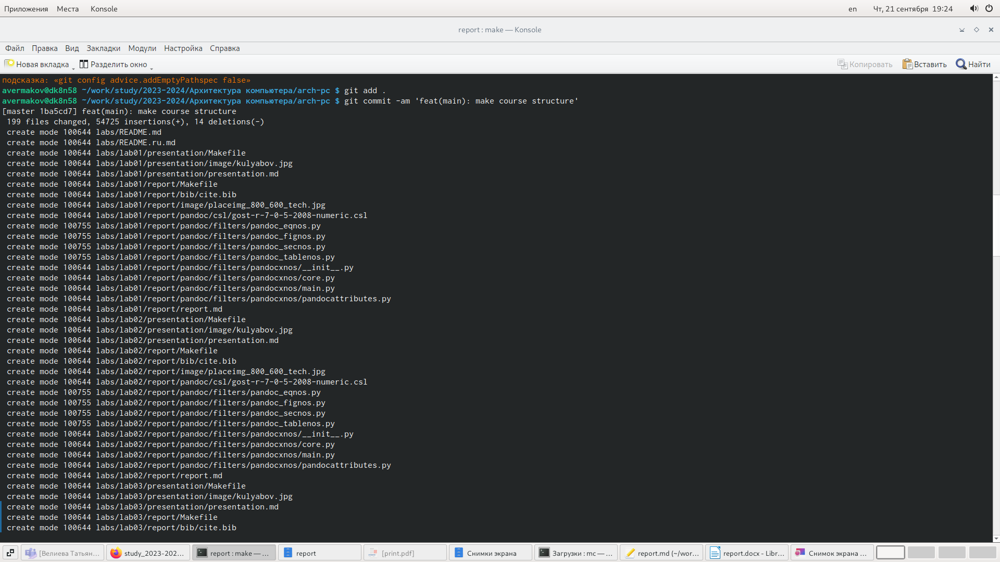 Приложения Места Konsole en Чт, 21 сентября 19:24
report : make — Konsole
Файл Правка Вид Закладки Модули Настройка Справка
Новая вкладка Разделить окно Копировать Вставить Найти
подсказка: «git config advice.addEmptyPathspec false»
avermakov@dk8n58 ~/work/study/2023-2024/Архитектура компьютера/arch-pc $ git add .
avermakov@dk8n58 ~/work/study/2023-2024/Архитектура компьютера/arch-pc $ git commit -am 'feat(main): make course structure'
[master 1ba5cd7] feat(main): make course structure
199 files changed, 54725 insertions(+), 14 deletions(-)
create mode 100644 labs/README.md
create mode 100644 labs/README.ru.md
create mode 100644 labs/lab01/presentation/Makefile
create mode 100644 labs/lab01/presentation/image/kulyabov.jpg
create mode 100644 labs/lab01/presentation/presentation.md
create mode 100644 labs/lab01/report/Makefile
create mode 100644 labs/lab01/report/bib/cite.bib
create mode 100644 labs/lab01/report/image/placeimg_800_600_tech.jpg
create mode 100644 labs/lab01/report/pandoc/csl/gost-r-7-0-5-2008-numeric.csl
create mode 100755 labs/lab01/report/pandoc/filters/pandoc_eqnos.py
create mode 100755 labs/lab01/report/pandoc/filters/pandoc_fignos.py
create mode 100755 labs/lab01/report/pandoc/filters/pandoc_secnos.py
create mode 100755 labs/lab01/report/pandoc/filters/pandoc_tablenos.py
create mode 100644 labs/lab01/report/pandoc/filters/pandocxnos/__init__.py
create mode 100644 labs/lab01/report/pandoc/filters/pandocxnos/core.py
create mode 100644 labs/lab01/report/pandoc/filters/pandocxnos/main.py
create mode 100644 labs/lab01/report/pandoc/filters/pandocxnos/pandocattributes.py
create mode 100644 labs/lab01/report/report.md
create mode 100644 labs/lab02/presentation/Makefile
create mode 100644 labs/lab02/presentation/image/kulyabov.jpg
create mode 100644 labs/lab02/presentation/presentation.md
create mode 100644 labs/lab02/report/Makefile
create mode 100644 labs/lab02/report/bib/cite.bib
create mode 100644 labs/lab02/report/image/placeimg_800_600_tech.jpg
create mode 100644 labs/lab02/report/pandoc/csl/gost-r-7-0-5-2008-numeric.csl
create mode 100755 labs/lab02/report/pandoc/filters/pandoc_eqnos.py
create mode 100755 labs/lab02/report/pandoc/filters/pandoc_fignos.py
create mode 100755 labs/lab02/report/pandoc/filters/pandoc_secnos.py
create mode 100755 labs/lab02/report/pandoc/filters/pandoc_tablenos.py
create mode 100644 labs/lab02/report/pandoc/filters/pandocxnos/__init__.py
create mode 100644 labs/lab02/report/pandoc/filters/pandocxnos/core.py
create mode 100644 labs/lab02/report/pandoc/filters/pandocxnos/main.py
create mode 100644 labs/lab02/report/pandoc/filters/pandocxnos/pandocattributes.py
create mode 100644 labs/lab02/report/report.md
create mode 100644 labs/lab03/presentation/Makefile
create mode 100644 labs/lab03/presentation/image/kulyabov.jpg
create mode 100644 labs/lab03/presentation/presentation.md
create mode 100644 labs/lab03/report/Makefile
create mode 100644 labs/lab03/report/bib/cite.bib
[Велиева Татьян... study_2023-202... report : make — ... report [print.pdf] Снимки экрана Загрузки : mc — ... report.md (~/wor... report.docx - Libr... Снимок экрана ...